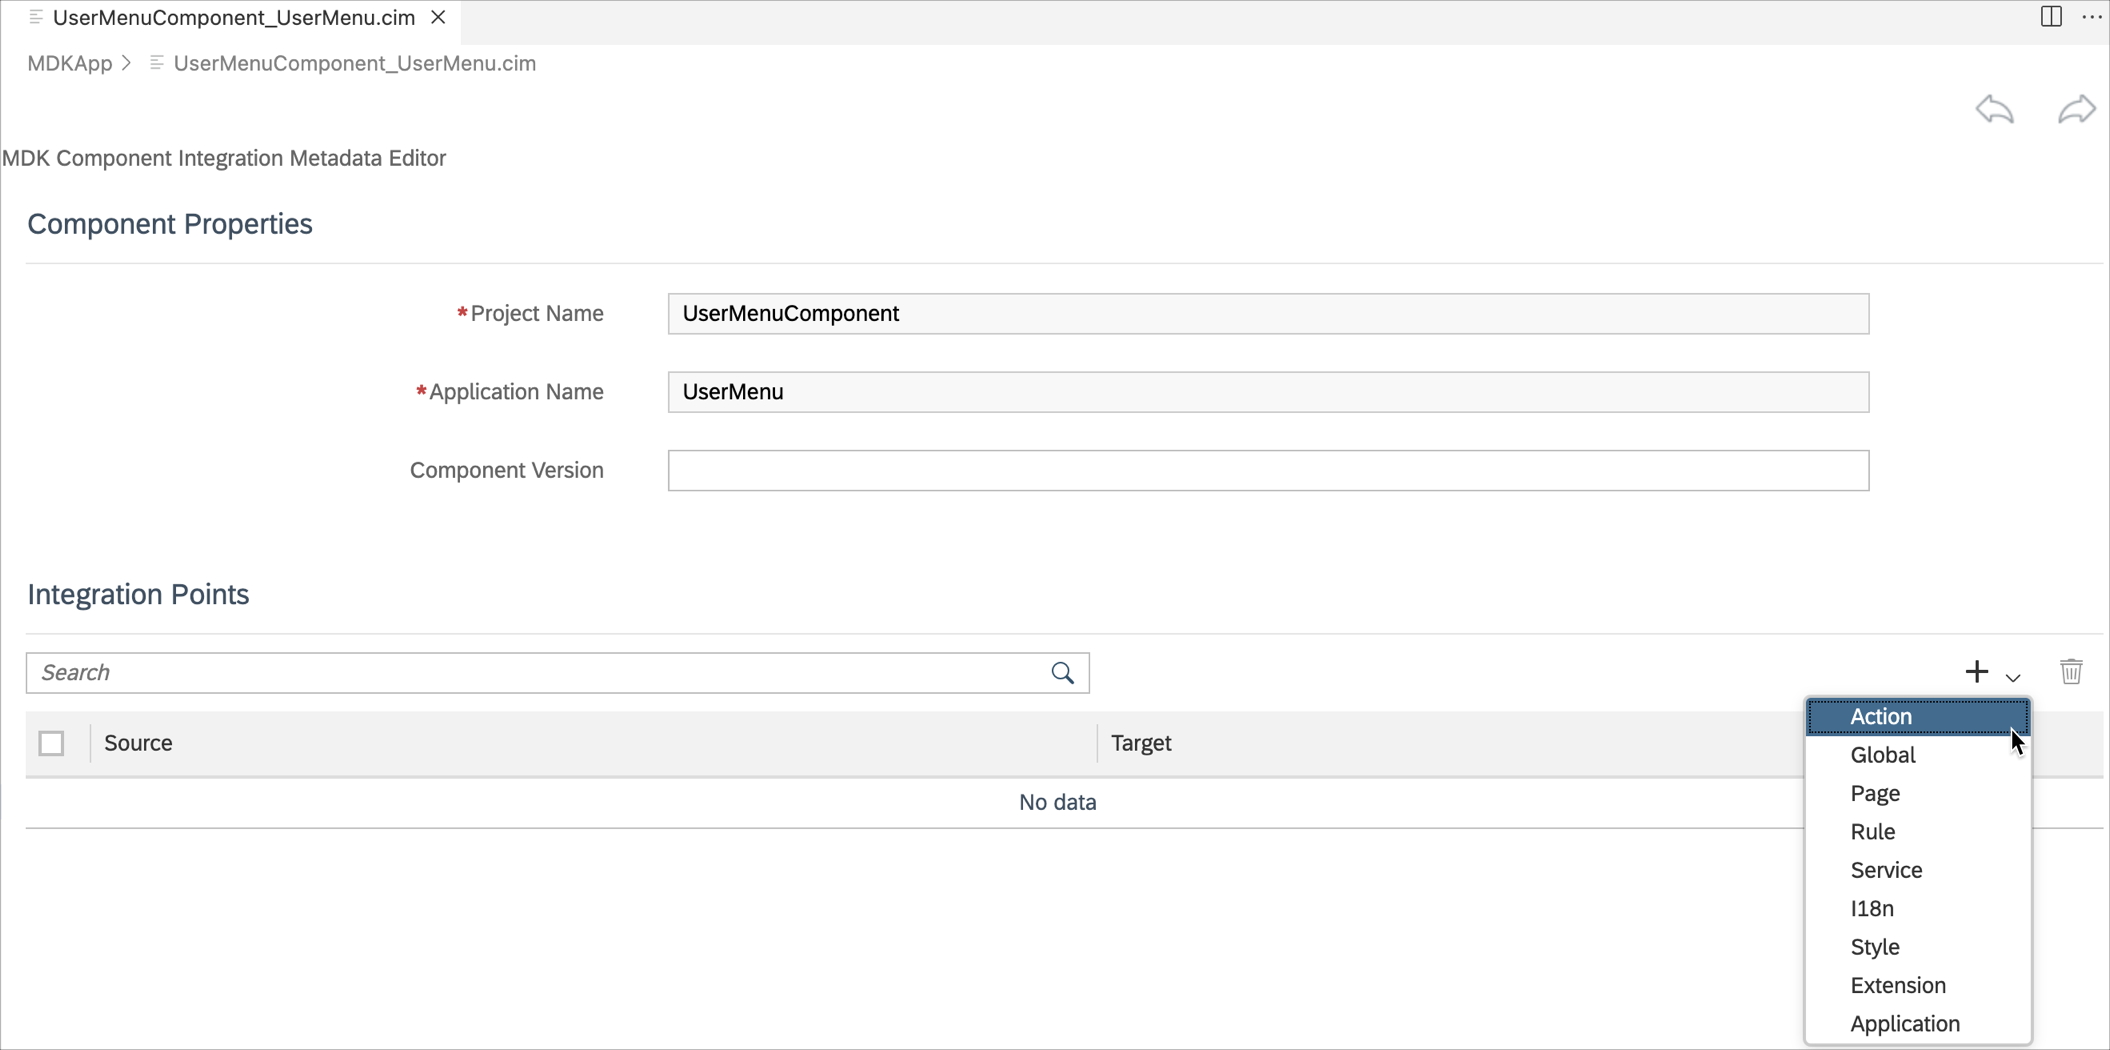 UserMenuComponent_UserMenu.cim
MDKApp > UserMenuComponent_UserMenu.cim
MDK Component Integration Metadata Editor
Component Properties
*Project Name UserMenuComponent
*Application Name UserMenu
Component Version
Integration Points
Search
Source Target
No data
Action
Global
Page
Rule
Service
I18n
Style
Extension
Application